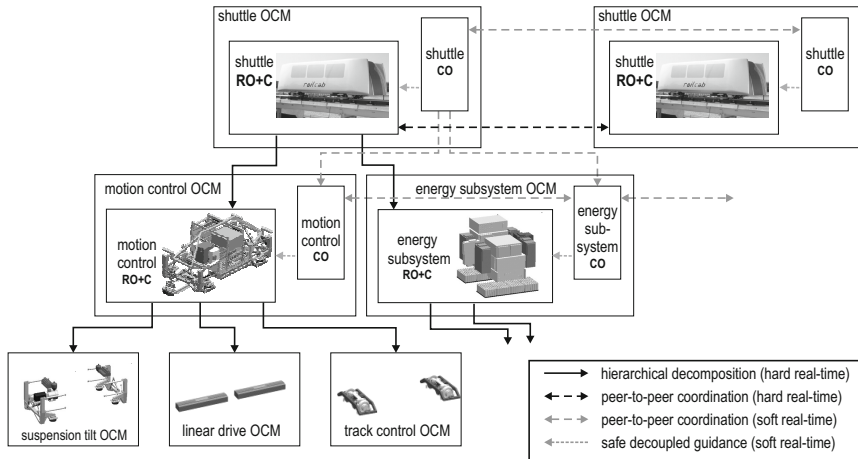 shuttle OCM
shuttle OCM
shuttle
RO+C
railcab
shuttle
CO
shuttle
RO+C
shuttle
CO
motion control OCM
motion
control
RO+C
motion
control
CO
energy subsystem OCM
energy
subsystem
RO+C
energy
sub-
system
CO
suspension tilt OCM
linear drive OCM
track control OCM
hierarchical decomposition (hard real-time)
peer-to-peer coordination (hard real-time)
peer-to-peer coordination (soft real-time)
safe decoupled guidance (soft real-time)